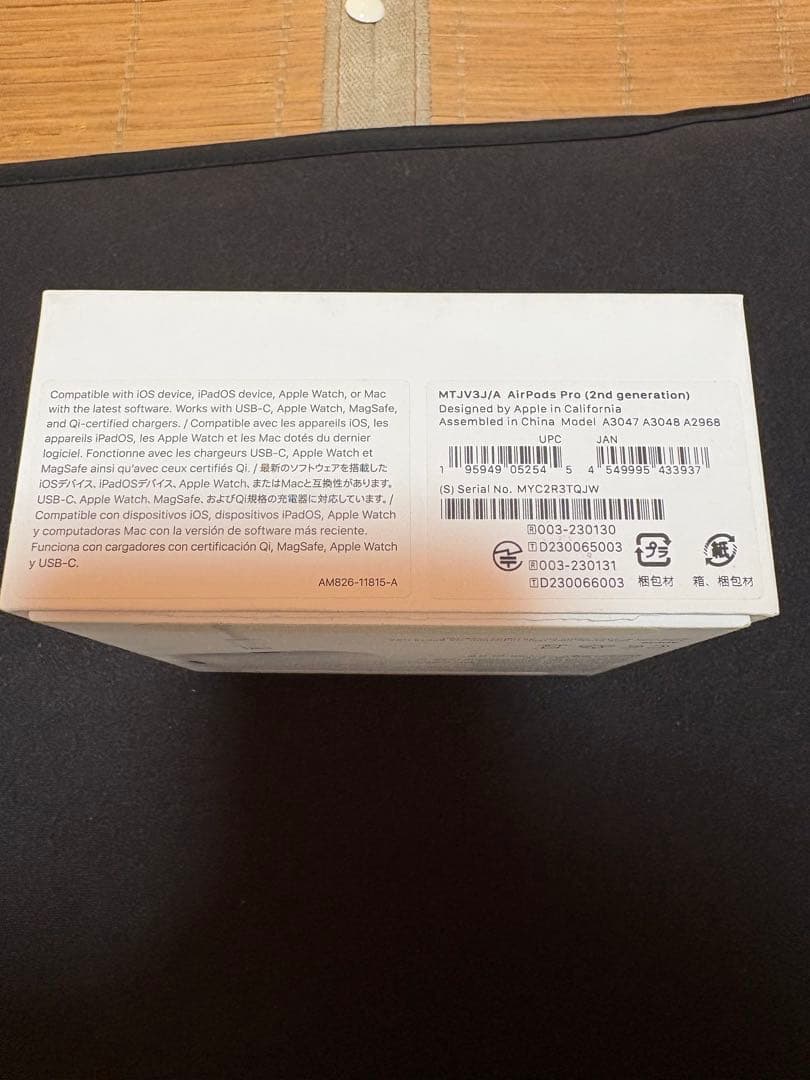 Compatible with iOS device, iPadOS device, Apple Watch, or Mac
with the latest software. Works with USB-C, Apple Watch, MagSafe,
and Qi-certified chargers. / Compatible avec les appareils iOS, les
appareils iPadOS, les Apple Watch et les Mac dotés du dernier
logiciel. Fonctionne avec les chargeurs USB-C, Apple Watch et
MagSafe ainsi qu'avec ceux certifiés Qi. / 最新のソフトウェアを搭載した
iOSデバイス、iPadOSデバイス、Apple Watch、またはMacと互換性があります。
USB-C、Apple Watch、MagSafe、およびQi規格の充電器に対応しています。/
Compatible con dispositivos iOS, dispositivos iPadOS, Apple Watch
y computadoras Mac con la versión de software más reciente.
Funciona con cargadores con certificación Qi, MagSafe, Apple Watch
y USB-C.
AM826-11815-A
MTJV3J/A AirPods Pro (2nd generation)
Designed by Apple in California
Assembled in China Model A3047 A3048 A2968
UPC JAN
1 95949 05254 5 4 549995 433937
(S) Serial No. MYC2R3TQJW
R 003-230130
T D230065003
R 003-230131
T D230066003
プラ 紙
梱包材 箱、梱包材